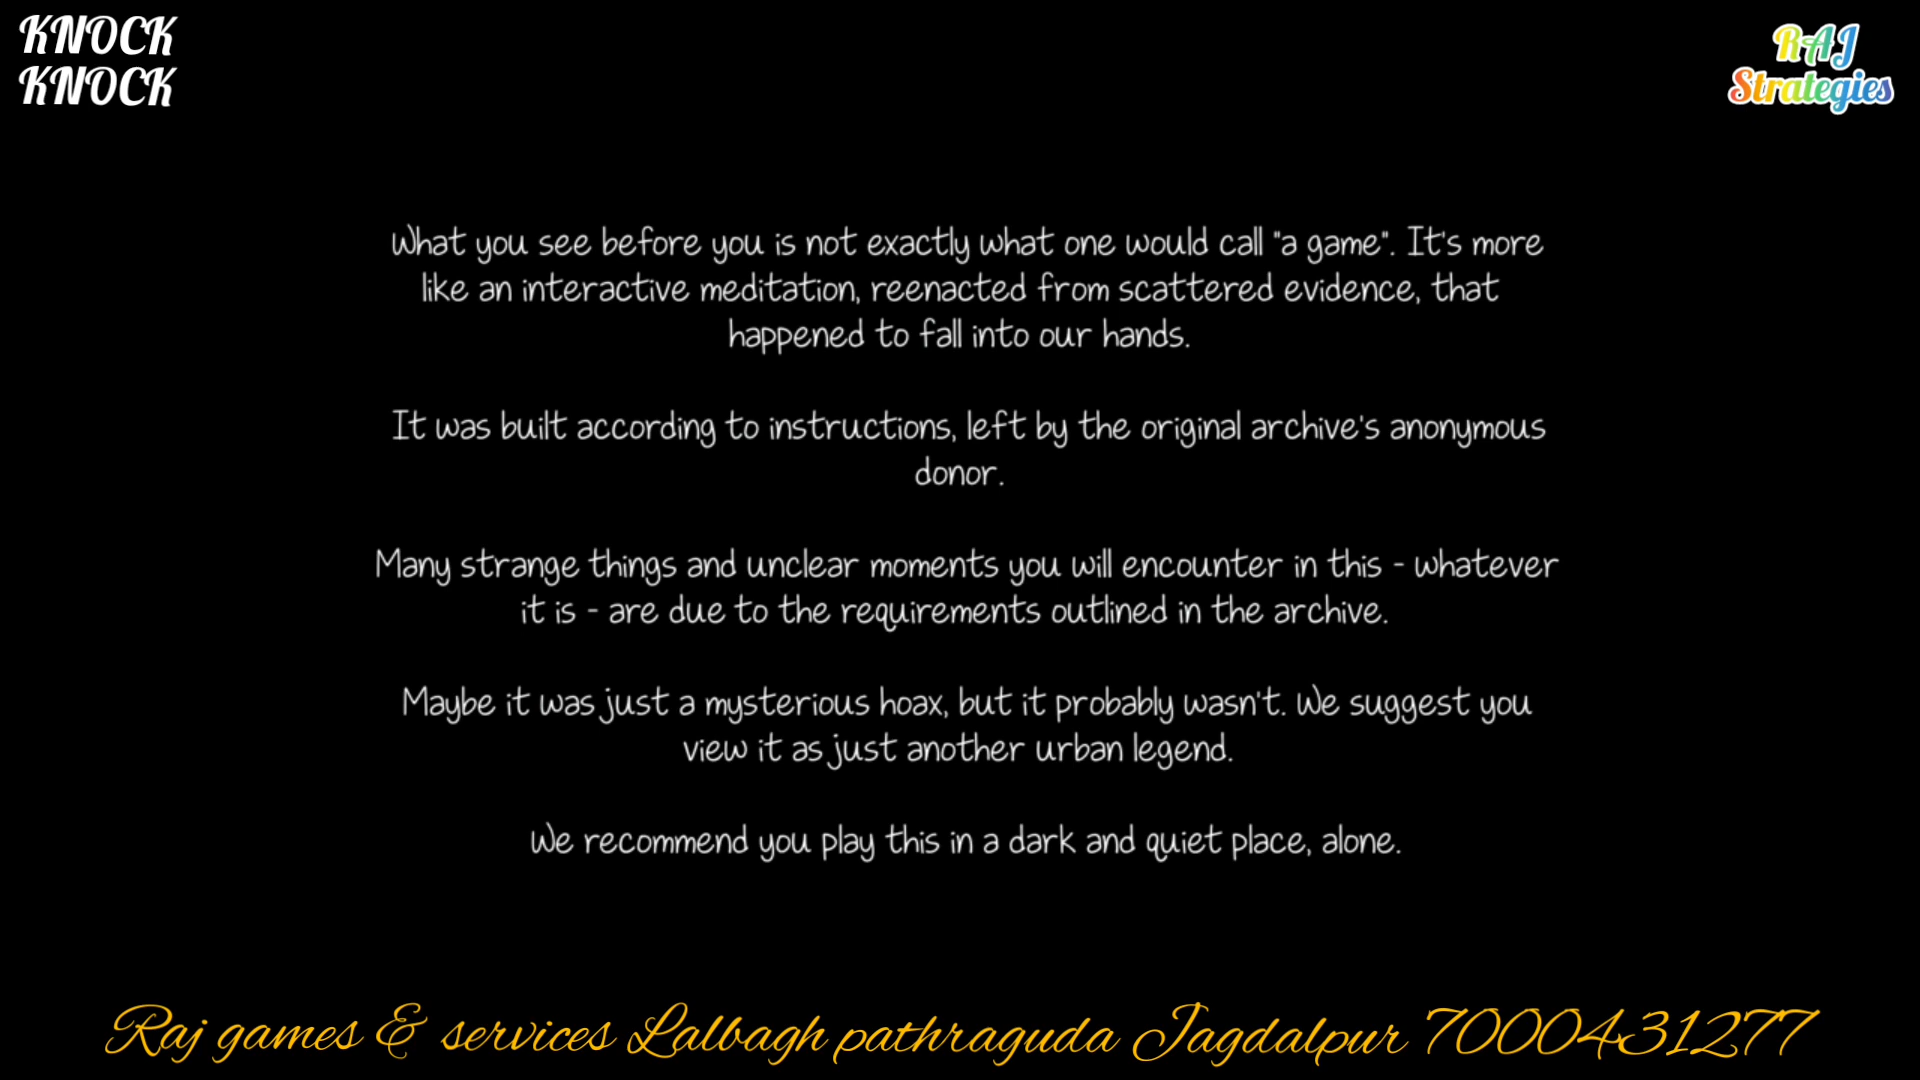 KNOCK
KNOCK
RAJ
Strategies
What you see before you is not exactly what one would call "a game". It's more
like an interactive meditation, reenacted from scattered evidence, that
happened to fall into our hands.
It was built according to instructions, left by the original archive's anonymous
donor.
Many strange things and unclear moments you will encounter in this - whatever
it is - are due to the requirements outlined in the archive.
Maybe it was just a mysterious hoax, but it probably wasn't. We suggest you
view it as just another urban legend.
We recommend you play this in a dark and quiet place, alone.
Raj games & services Lalbagh pathraguda Jagdalpur 7000431277